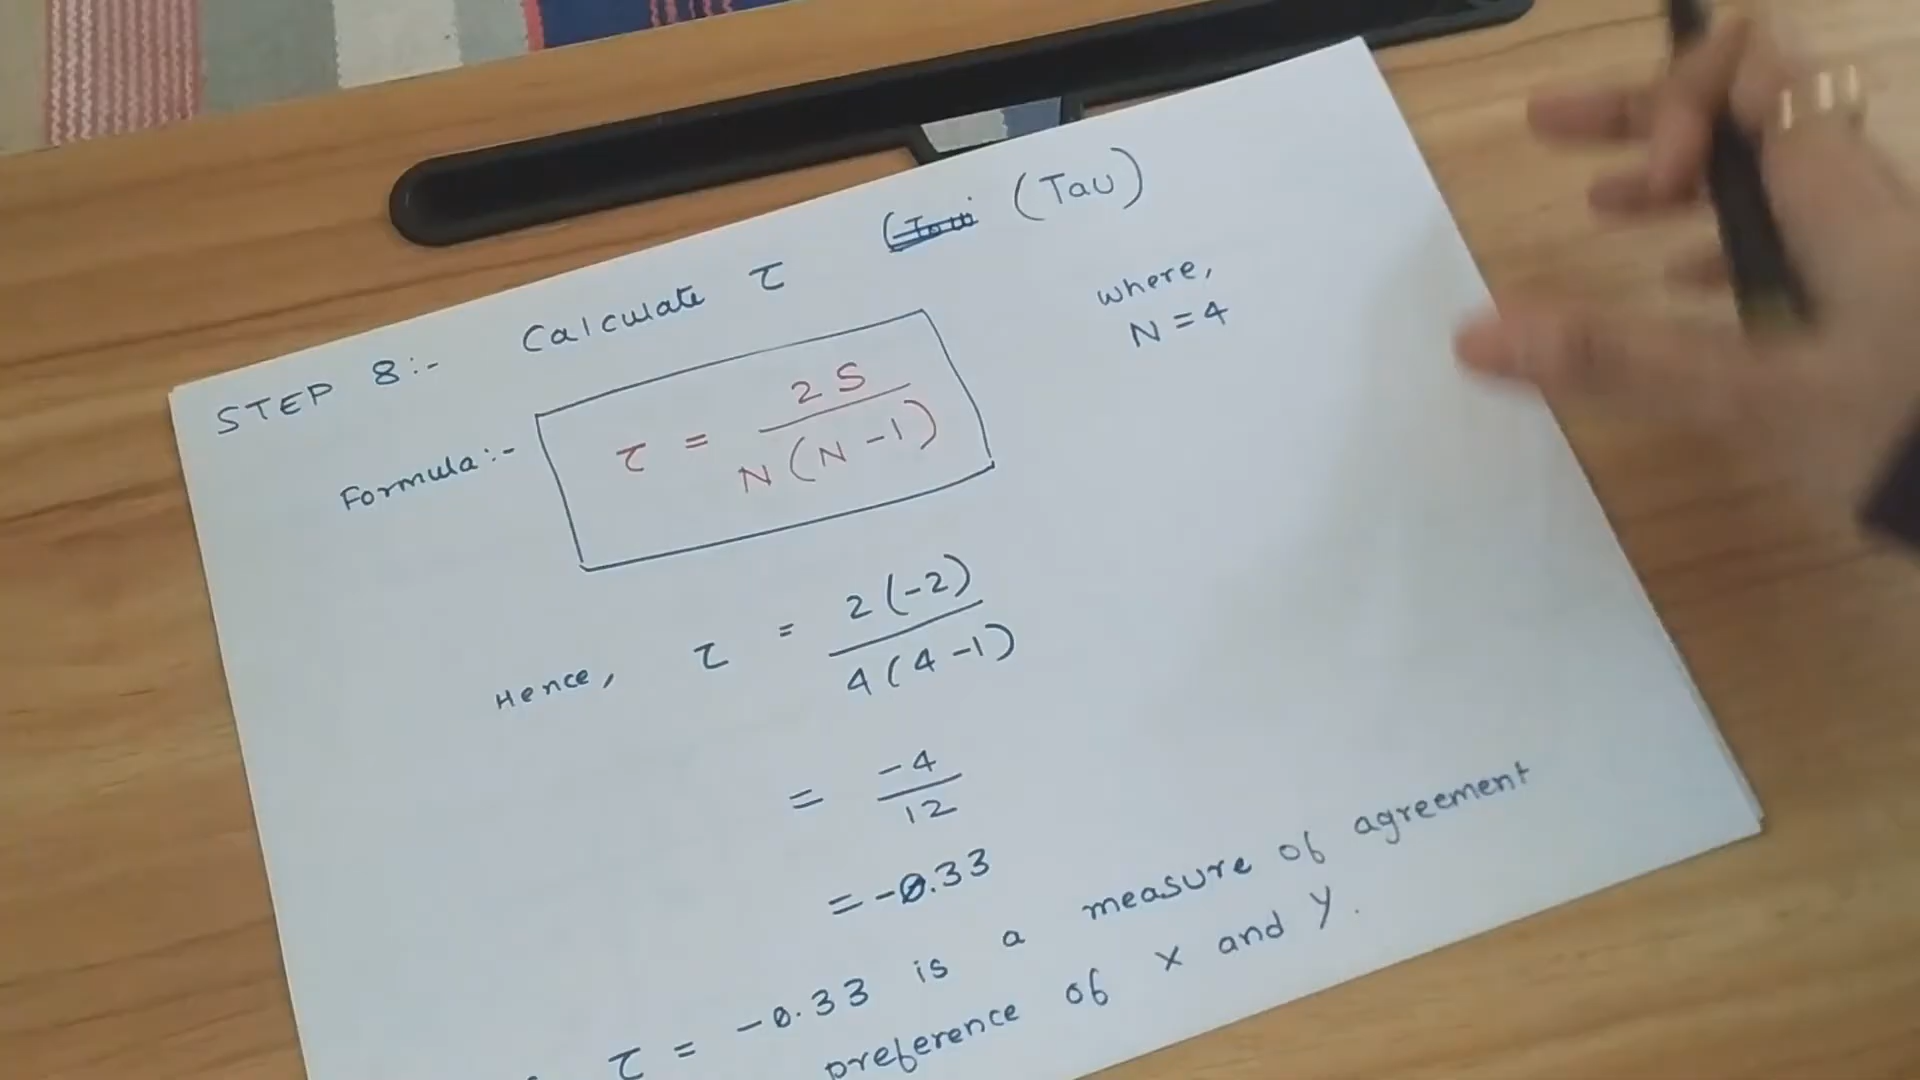 STEP 8:- Calculate τ (Tau)
where,
N = 4
Formula:- τ = 2S / N(N-1)
Hence, τ = 2(-2) / 4(4-1)
= -4 / 12
= -0.33
τ = -0.33 is a measure of agreement
preference of X and Y.